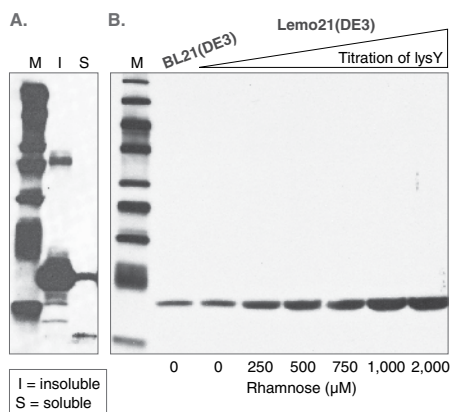 A.
B.
BL21(DE3)
Lemo21(DE3)
Titration of lysY
M I S
M
0 0 250 500 750 1,000 2,000
Rhamnose (μM)
I = insoluble
S = soluble